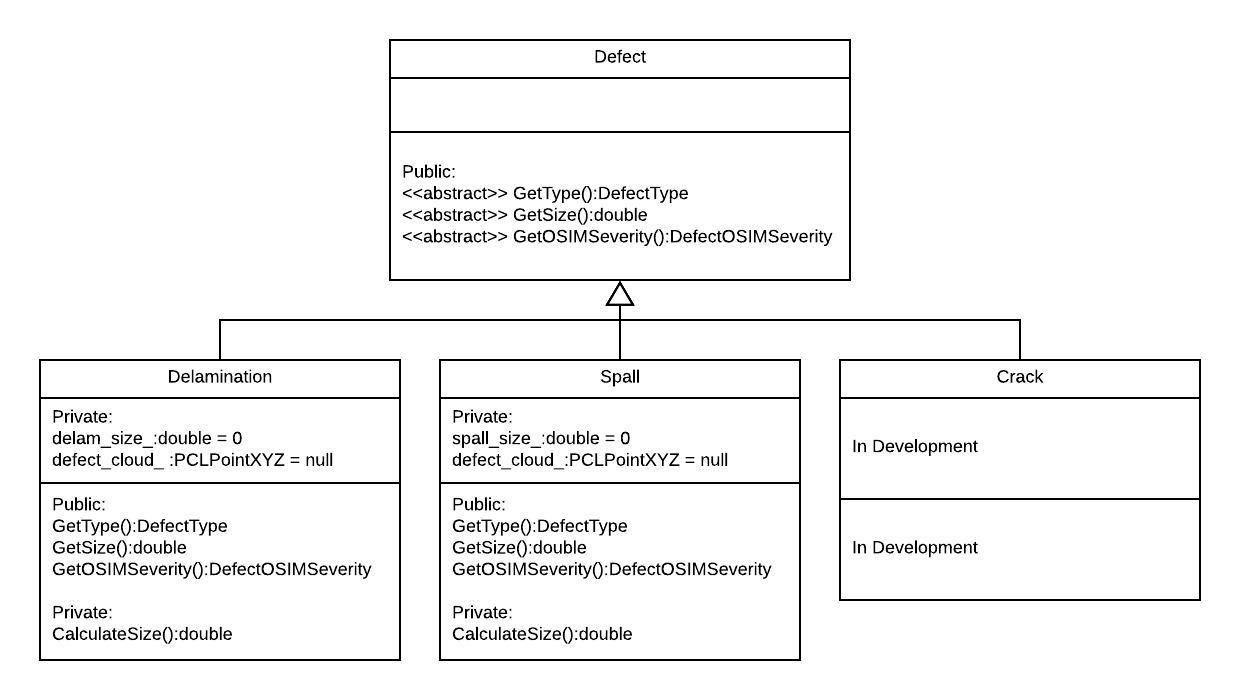 Defect
Public:
<<abstract>> GetType():DefectType
<<abstract>> GetSize():double
<<abstract>> GetOSIMSeverity():DefectOSIMSeverity
Delamination
Private:
delam_size_:double = 0
defect_cloud_ :PCLPointXYZ = null
Public:
GetType():DefectType
GetSize():double
GetOSIMSeverity():DefectOSIMSeverity
Private:
CalculateSize():double
Spall
Private:
spall_size_:double = 0
defect_cloud_:PCLPointXYZ = null
Public:
GetType():DefectType
GetSize():double
GetOSIMSeverity():DefectOSIMSeverity
Private:
CalculateSize():double
Crack
In Development
In Development